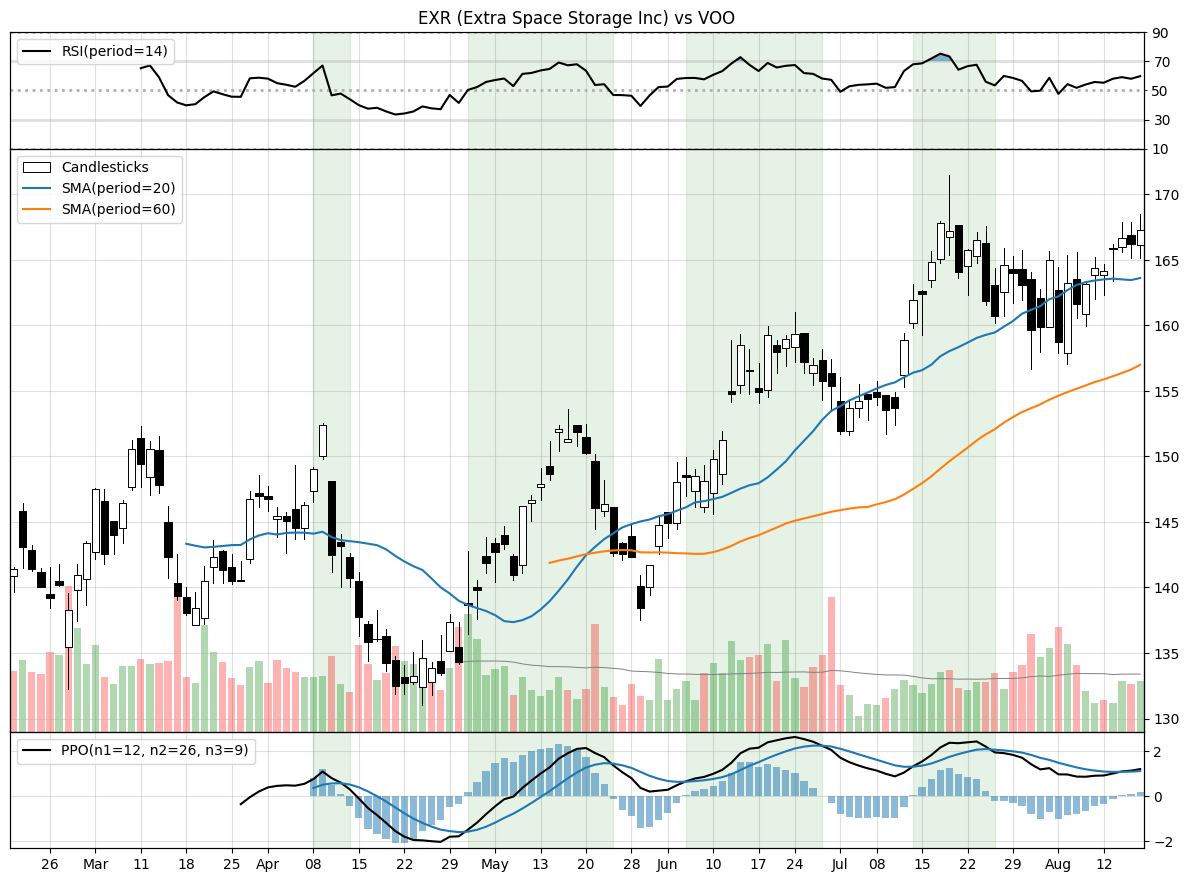 EXR (Extra Space Storage Inc) vs VOO
RSI(period=14)
90
70
50
30
10
Candlesticks
SMA(period=20)
SMA(period=60)
170
165
160
155
150
145
140
135
130
PPO(n1=12, n2=26, n3=9)
2
0
−2
26 Mar 11 18 25 Apr 08 15 22 29 May 13 20 28 Jun 10 17 24 Jul 08 15 22 29 Aug 12